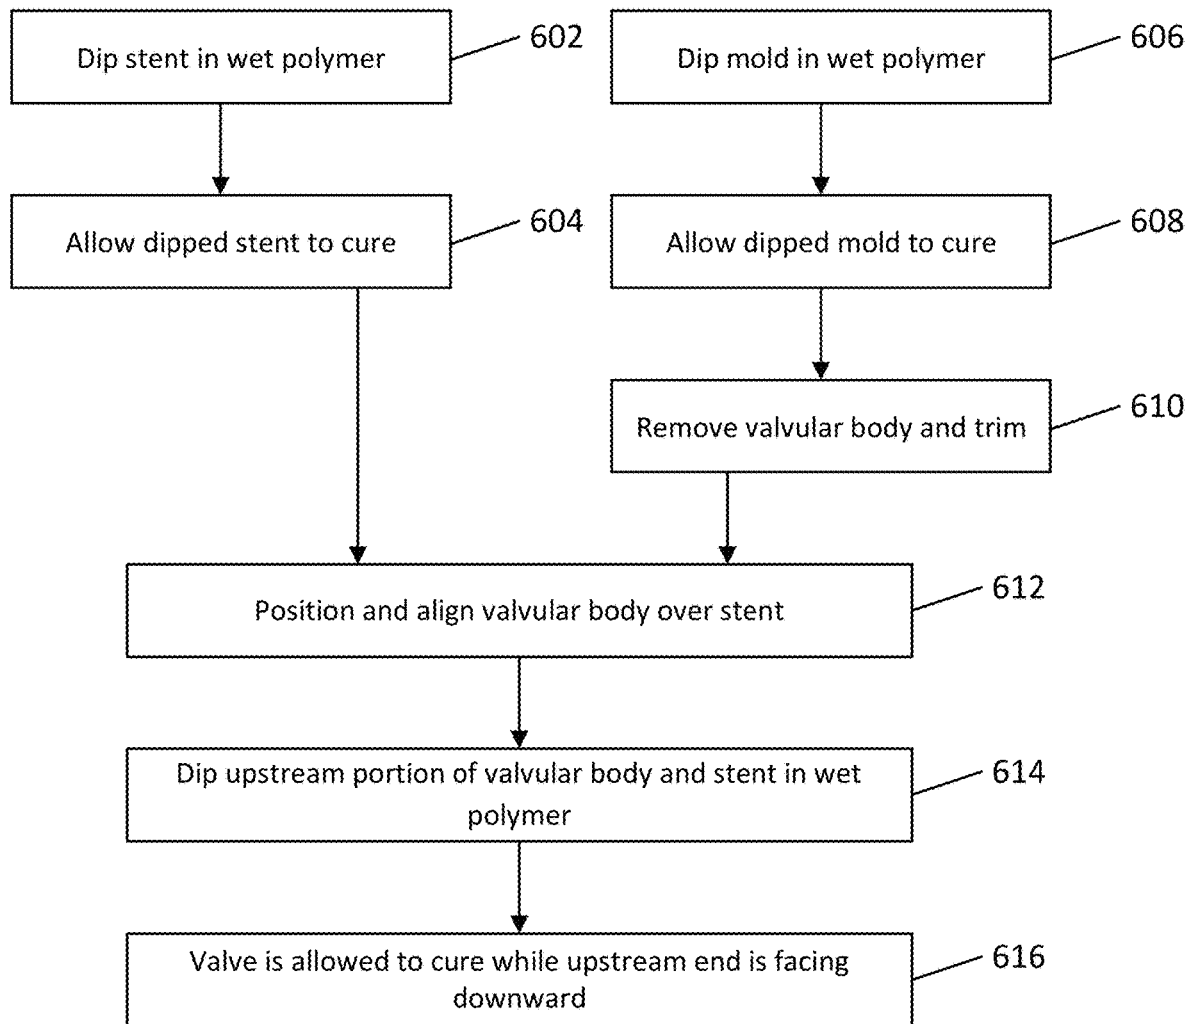 Dip stent in wet polymer
602
Dip mold in wet polymer
606
Allow dipped stent to cure
604
Allow dipped mold to cure
608
Remove valvular body and trim
610
Position and align valvular body over stent
612
Dip upstream portion of valvular body and stent in wet
polymer
614
Valve is allowed to cure while upstream end is facing
downward
616